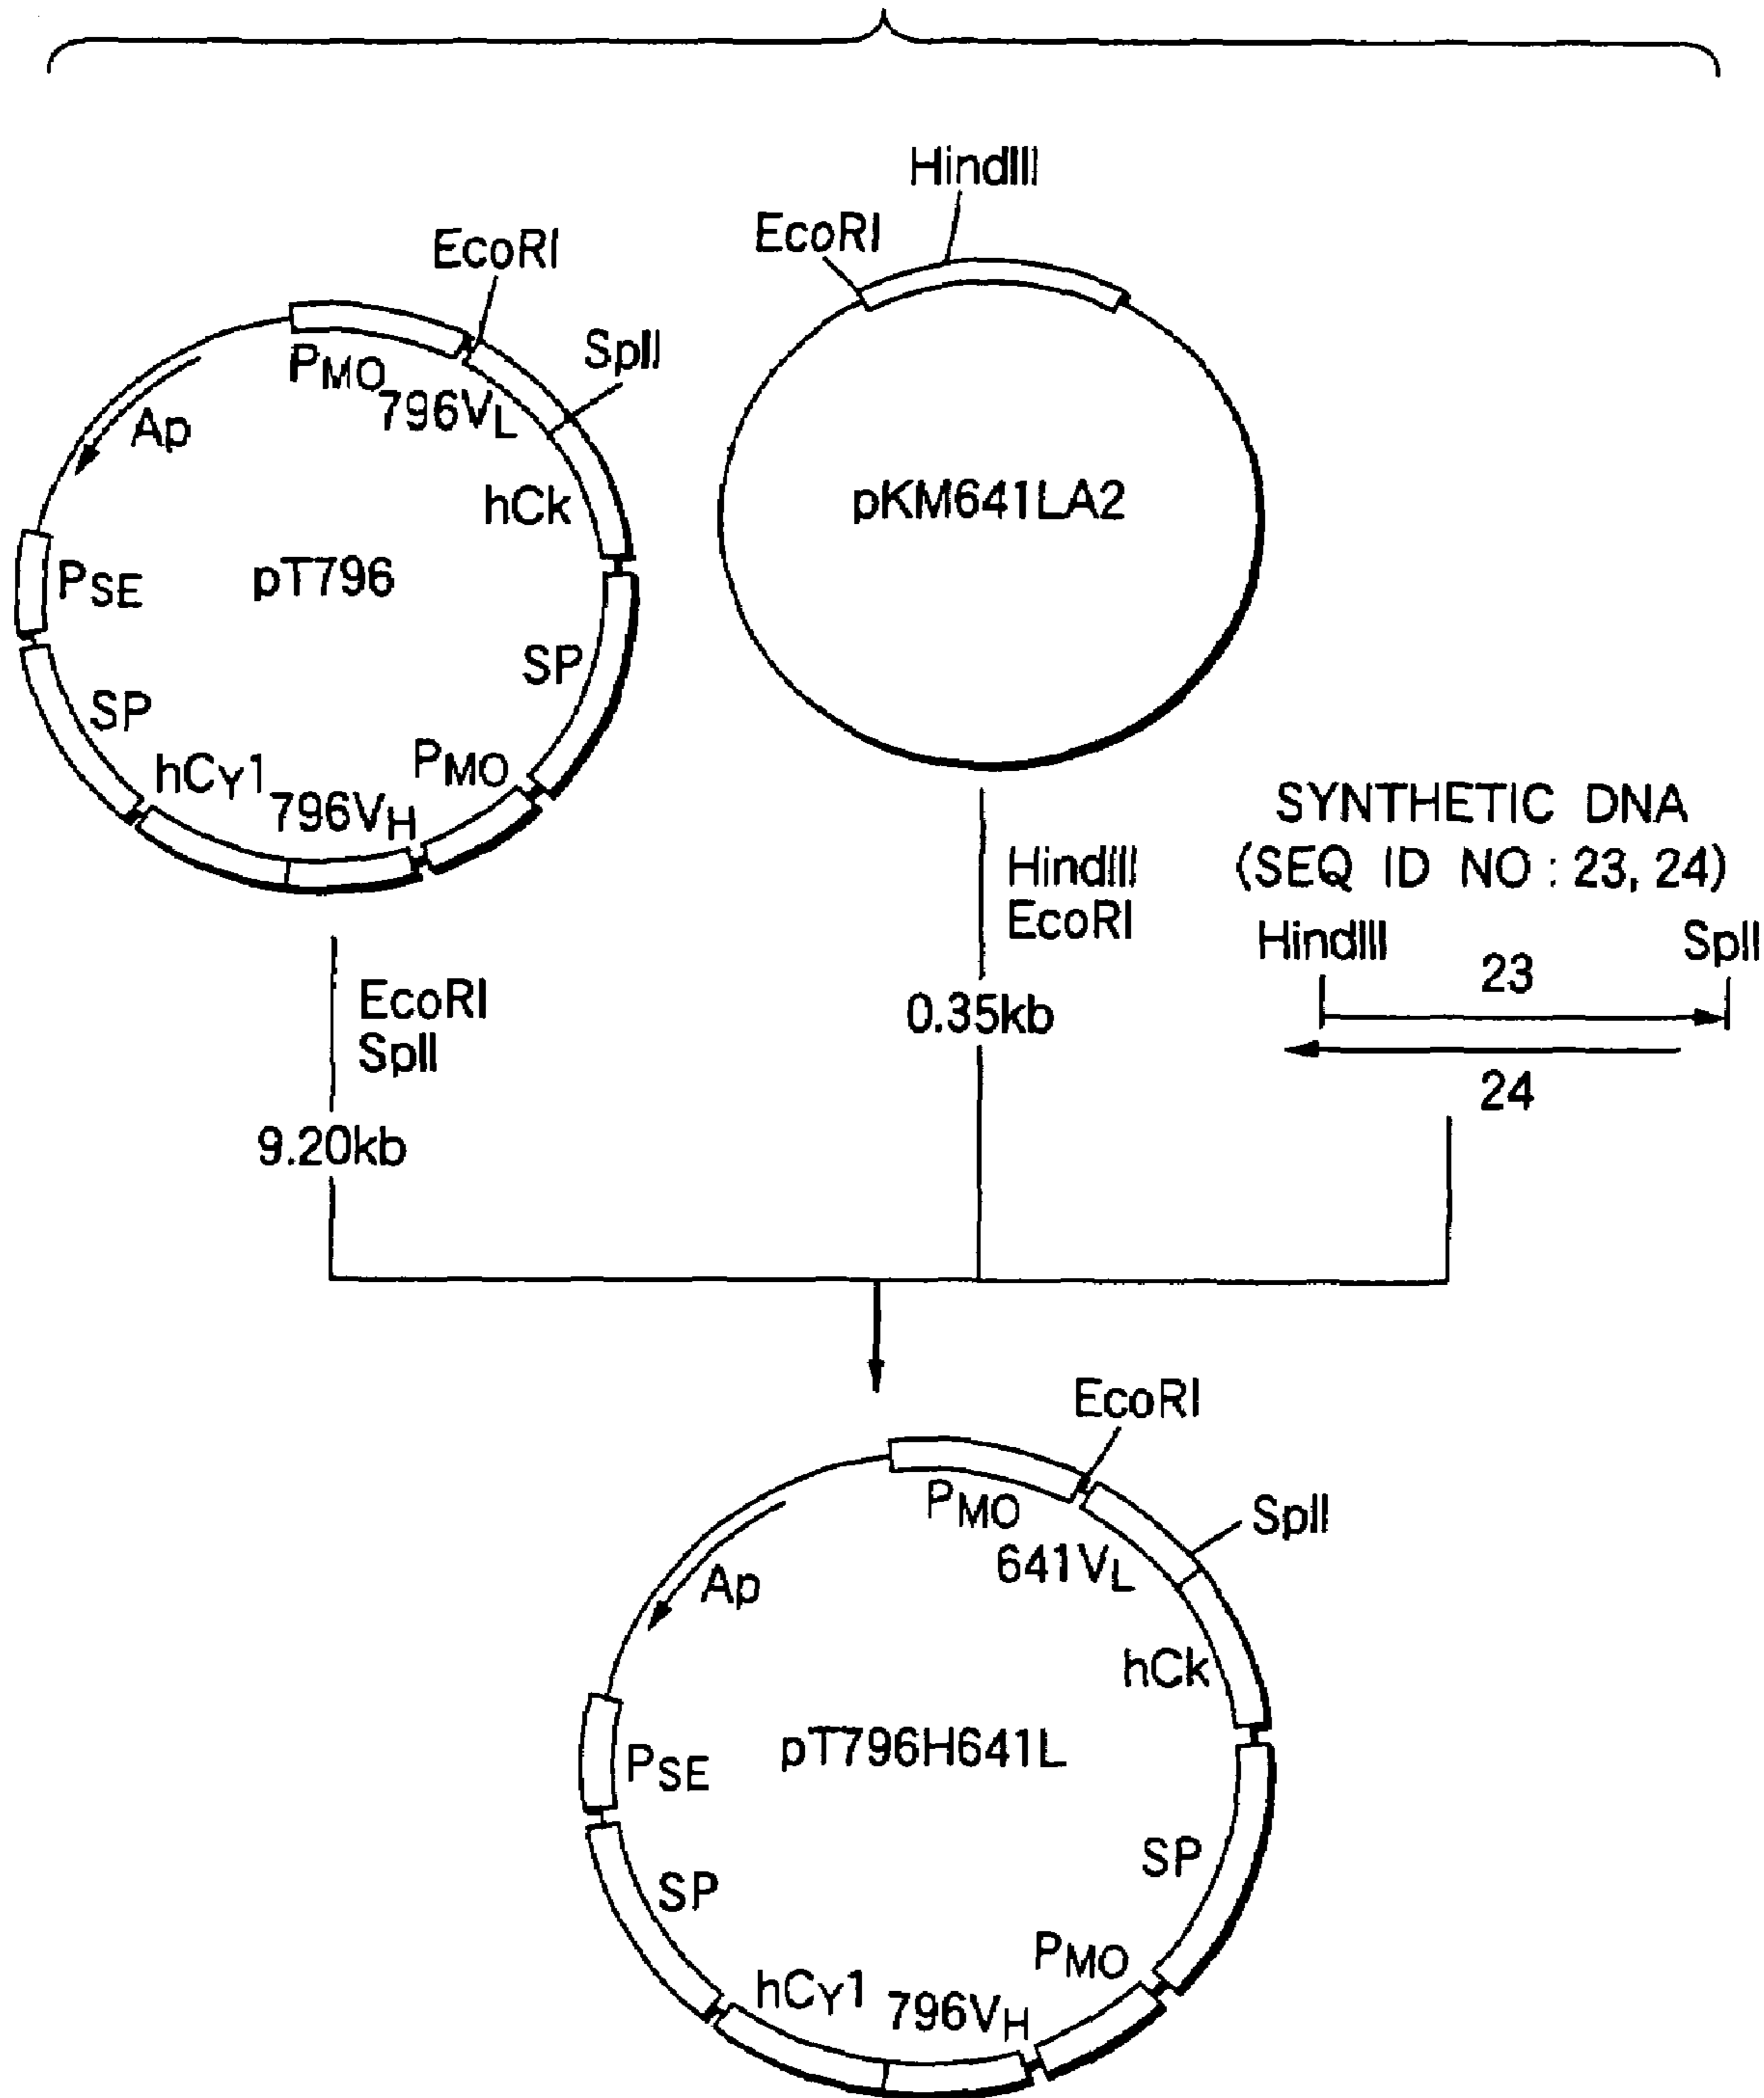 HindIII
EcoRI
EcoRI
SplI
PMO
796VL
Ap
hCk
pKM641LA2
PSE
pT796
SP
SP
PMO
hCγ1
796VH
SYNTHETIC DNA
(SEQ ID NO : 23, 24)
HindIII
EcoRI
HindIII
SplI
23
EcoRI
SplI
0.35kb
24
9.20kb
EcoRI
PMO
SplI
641VL
Ap
hCk
PSE
pT796H641L
SP
SP
PMO
hCγ1
796VH